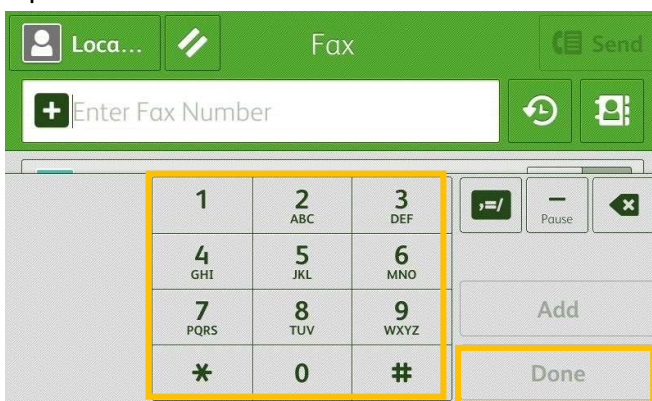 Loca... Fax Send
Enter Fax Number
1 2 3 ,=/ – Pause
ABC DEF
4 5 6
GHI JKL MNO
7 8 9 Add
PQRS TUV WXYZ
* 0 # Done